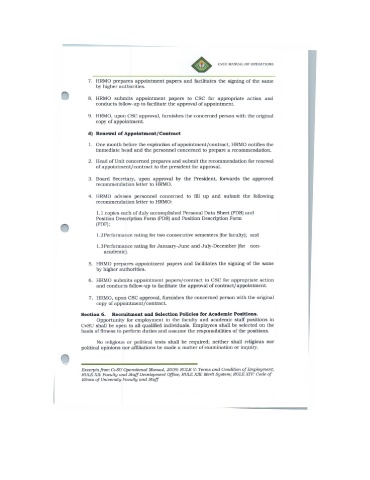 CvSU MANUAL OF OPERATIONS
7. HRMO prepares appointment papers and facilitates the signing of the same
by higher authorities.
8. HRMO submits appointment papers to CSC for appropriate action and
conducts follow-up to facilitate the approval of appointment.
9. HRMO, upon CSC approval, furnishes the concerned person with the original
copy of appointment.
d) Renewal of Appointment/Contract
1. One month before the expiration of appointment/contract, HRMO notifies the
immediate head and the personnel concerned to prepare a recommendation.
2. Head of Unit concerned prepares and submit the recommendation for renewal
of appointment/contract to the president for approval.
3. Board Secretary, upon approval by the President, forwards the approved
recommendation letter to HRMO.
4. HRMO advises personnel concerned to fill up and submit the following
recommendation letter to HRMO:
1.1 copies each of duly accomplished Personal Data Sheet (PDS) and
Position Description Form (PDS) and Position Description Form
(PDF);
1.2Performance rating for two consecutive semesters (for faculty), and
1.3Performance rating for January-June and July-December (for non-
academic).
5. HRMO prepares appointment papers and facilitates the signing of the same
by higher authorities.
6. HRMO submits appointment papers/contract to CSC for appropriate action
and conducts follow-up to facilitate the approval of contract/appointment.
7. HRMO, upon CSC approval, furnishes the concerned person with the original
copy of appointment/contract.
Section 6. Recruitment and Selection Policies for Academic Positions.
Opportunity for employment in the faculty and academic staff positions in
CvSU shall be open to all qualified individuals. Employees shall be selected on the
basis of fitness to perform duties and assume the responsibilities of the positions.
No religious or political tests shall be required; neither shall religious nor
political opinions nor affiliations be made a matter of examination or inquiry.
Excerpts from CvSU Operational Manual, 2009: RULE V: Terms and Condition of Employment;
RULE XII: Faculty and Staff Development Office; RULE XIII: Merit System; RULE XIV: Code of
Ethics of University Faculty and Staff